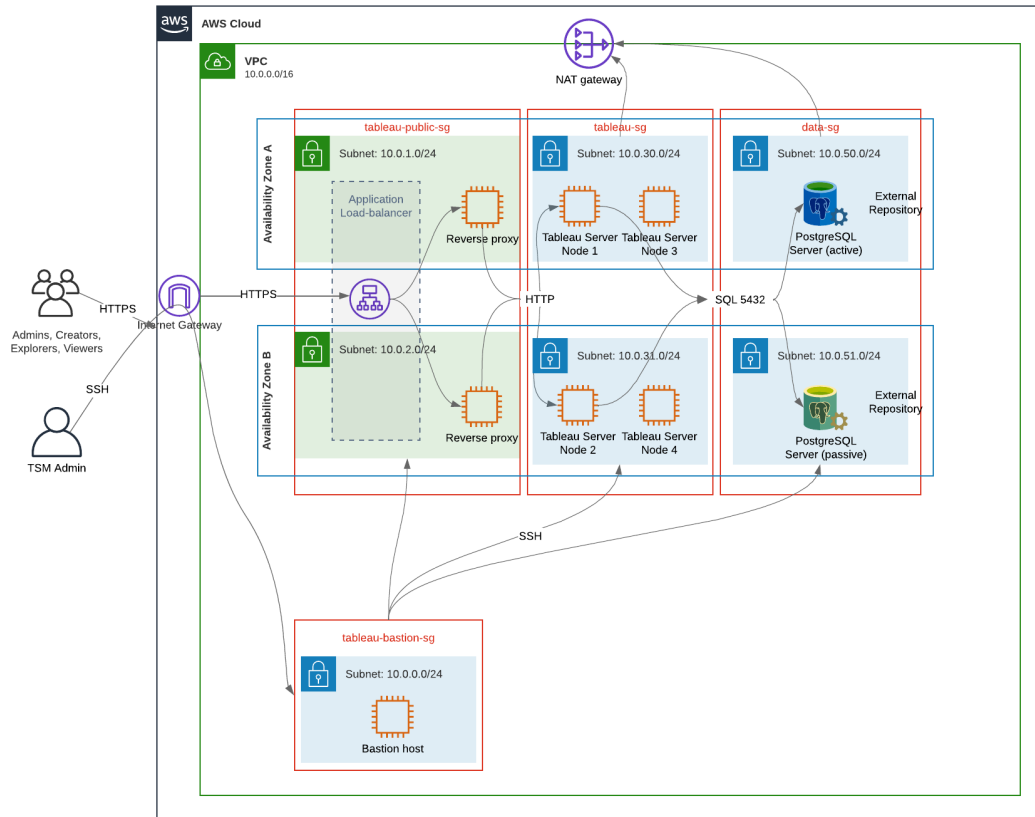 aws
AWS Cloud
VPC
10.0.0.0/16
NAT gateway
tableau-public-sg
tableau-sg
data-sg
Availability Zone A
Subnet: 10.0.1.0/24
Subnet: 10.0.30.0/24
Subnet: 10.0.50.0/24
Application
Load-balancer
Reverse proxy
Tableau Server
Node 1
Tableau Server
Node 3
PostgreSQL
Server (active)
External
Repository
HTTPS
Admins, Creators,
Explorers, Viewers
Internet Gateway
HTTPS
HTTP
SQL 5432
SSH
TSM Admin
Availability Zone B
Subnet: 10.0.2.0/24
Subnet: 10.0.31.0/24
Subnet: 10.0.51.0/24
Reverse proxy
Tableau Server
Node 2
Tableau Server
Node 4
PostgreSQL
Server (passive)
External
Repository
SSH
tableau-bastion-sg
Subnet: 10.0.0.0/24
Bastion host